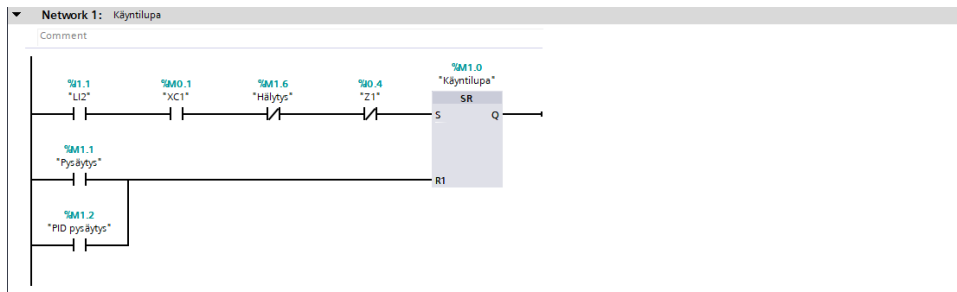 Network 1: Käyntilupa
Comment
%I1.1
"LI2"
%M0.1
"XC1"
%M1.6
"Hälytys"
%I0.4
"Z1"
%M1.0
"Käyntilupa"
SR
S
Q
%M1.1
"Pysäytys"
R1
%M1.2
"PID pysäytys"